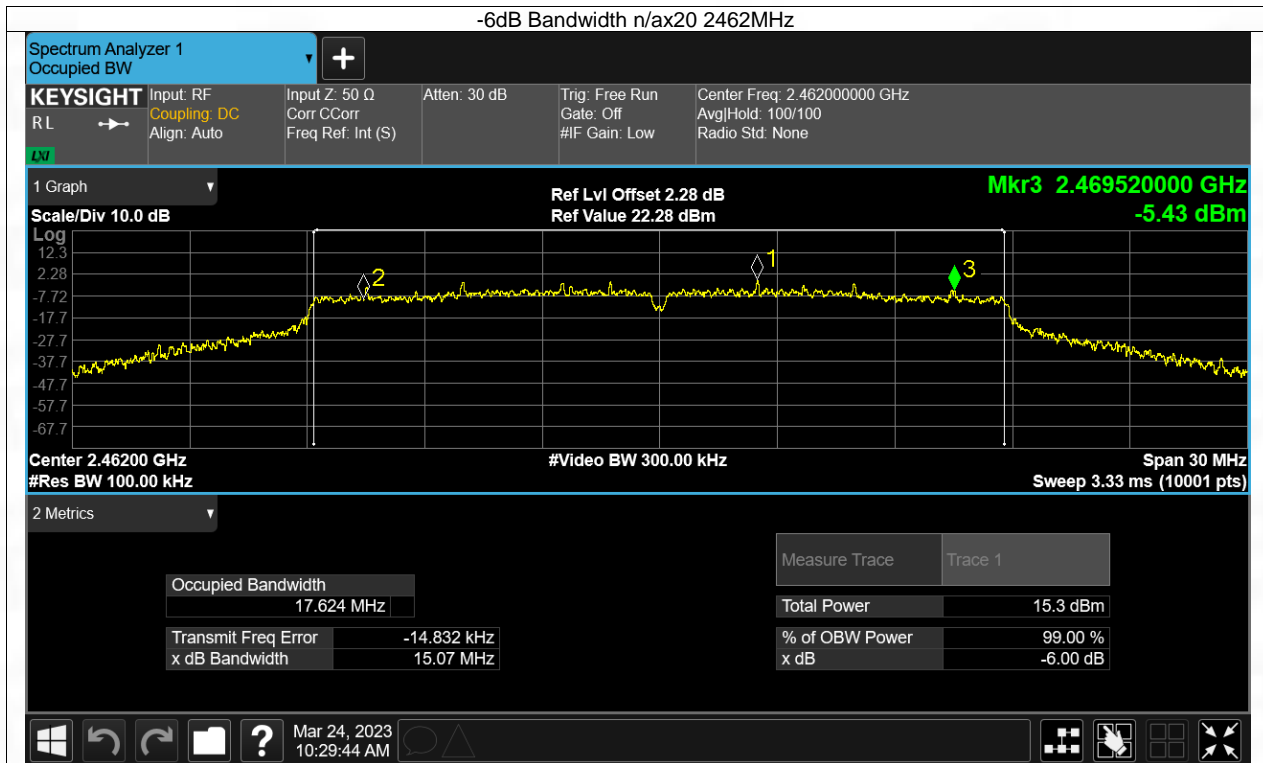 -6dB Bandwidth n/ax20 2462MHz
Spectrum Analyzer 1
Occupied BW
KEYSIGHT
RL
LXI
Input: RF
Coupling: DC
Align: Auto
Input Z: 50 Ω
Corr CCorr
Freq Ref: Int (S)
Atten: 30 dB
Trig: Free Run
Gate: Off
#IF Gain: Low
Center Freq: 2.462000000 GHz
Avg|Hold: 100/100
Radio Std: None
1 Graph
Scale/Div 10.0 dB
Ref Lvl Offset 2.28 dB
Ref Value 22.28 dBm
Mkr3 2.469520000 GHz
-5.43 dBm
Log
12.3
2.28
-7.72
-17.7
-27.7
-37.7
-47.7
-57.7
-67.7
2
1
3
Center 2.46200 GHz
#Video BW 300.00 kHz
Span 30 MHz
#Res BW 100.00 kHz
Sweep 3.33 ms (10001 pts)
2 Metrics
Measure Trace Trace 1
Occupied Bandwidth
17.624 MHz
Total Power 15.3 dBm
Transmit Freq Error -14.832 kHz
% of OBW Power 99.00 %
x dB Bandwidth 15.07 MHz
x dB -6.00 dB
?
Mar 24, 2023
10:29:44 AM